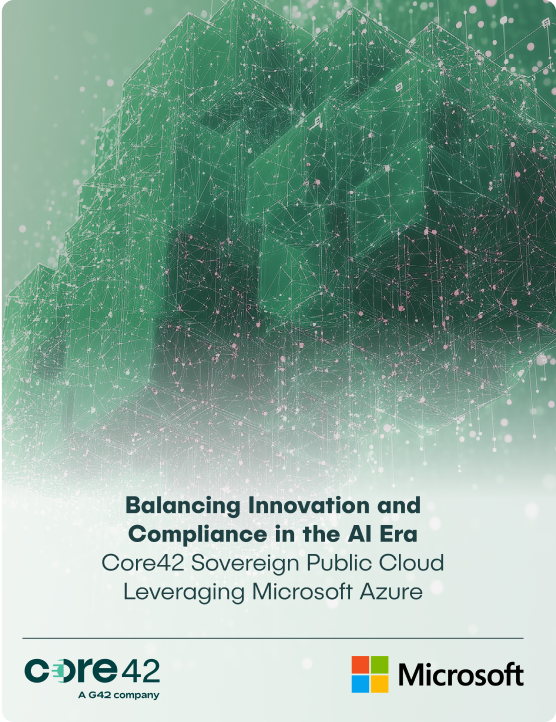 Balancing Innovation and
Compliance in the AI Era
Core42 Sovereign Public Cloud
Leveraging Microsoft Azure
core42
A G42 company
Microsoft